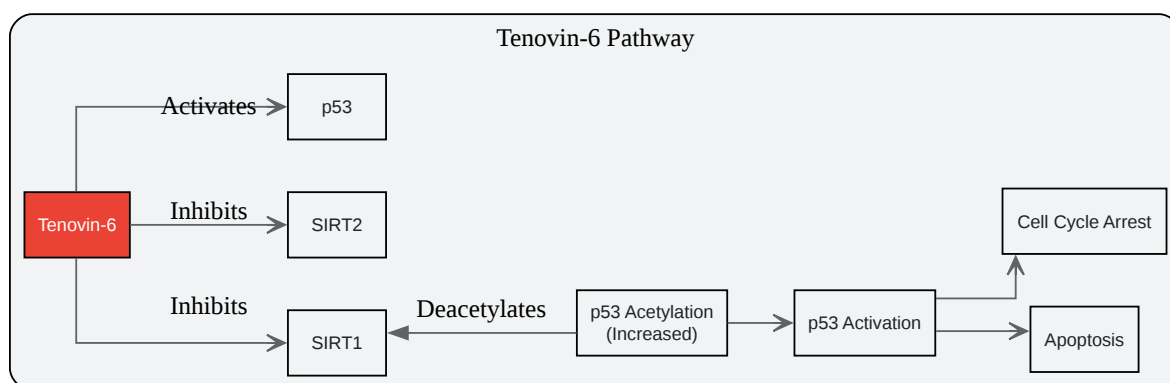 Tenovin-6 Pathway
Activates
p53
Tenovin-6
Inhibits
SIRT2
Cell Cycle Arrest
Inhibits
SIRT1
Deacetylates
p53 Acetylation
(Increased)
p53 Activation
Apoptosis